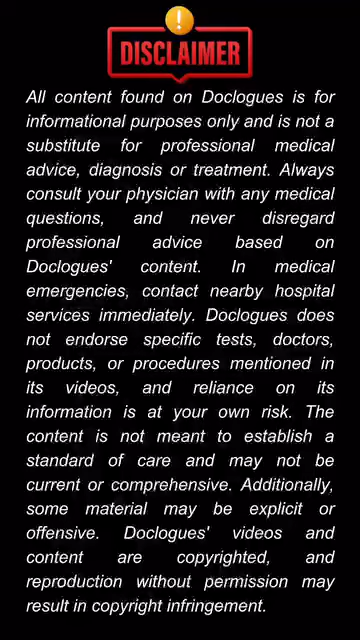 !
DISCLAIMER
All content found on Doclogues is for
informational purposes only and is not a
substitute for professional medical
advice, diagnosis or treatment. Always
consult your physician with any medical
questions, and never disregard
professional advice based on
Doclogues' content. In medical
emergencies, contact nearby hospital
services immediately. Doclogues does
not endorse specific tests, doctors,
products, or procedures mentioned in
its videos, and reliance on its
information is at your own risk. The
content is not meant to establish a
standard of care and may not be
current or comprehensive. Additionally,
some material may be explicit or
offensive. Doclogues' videos and
content are copyrighted, and
reproduction without permission may
result in copyright infringement.